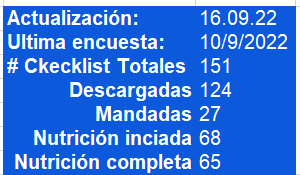 Actualización: 16.09.22
Ultima encuesta: 10/9/2022
# Ckecklist Totales 151
Descargadas 124
Mandadas 27
Nutrición inciada 68
Nutrición completa 65